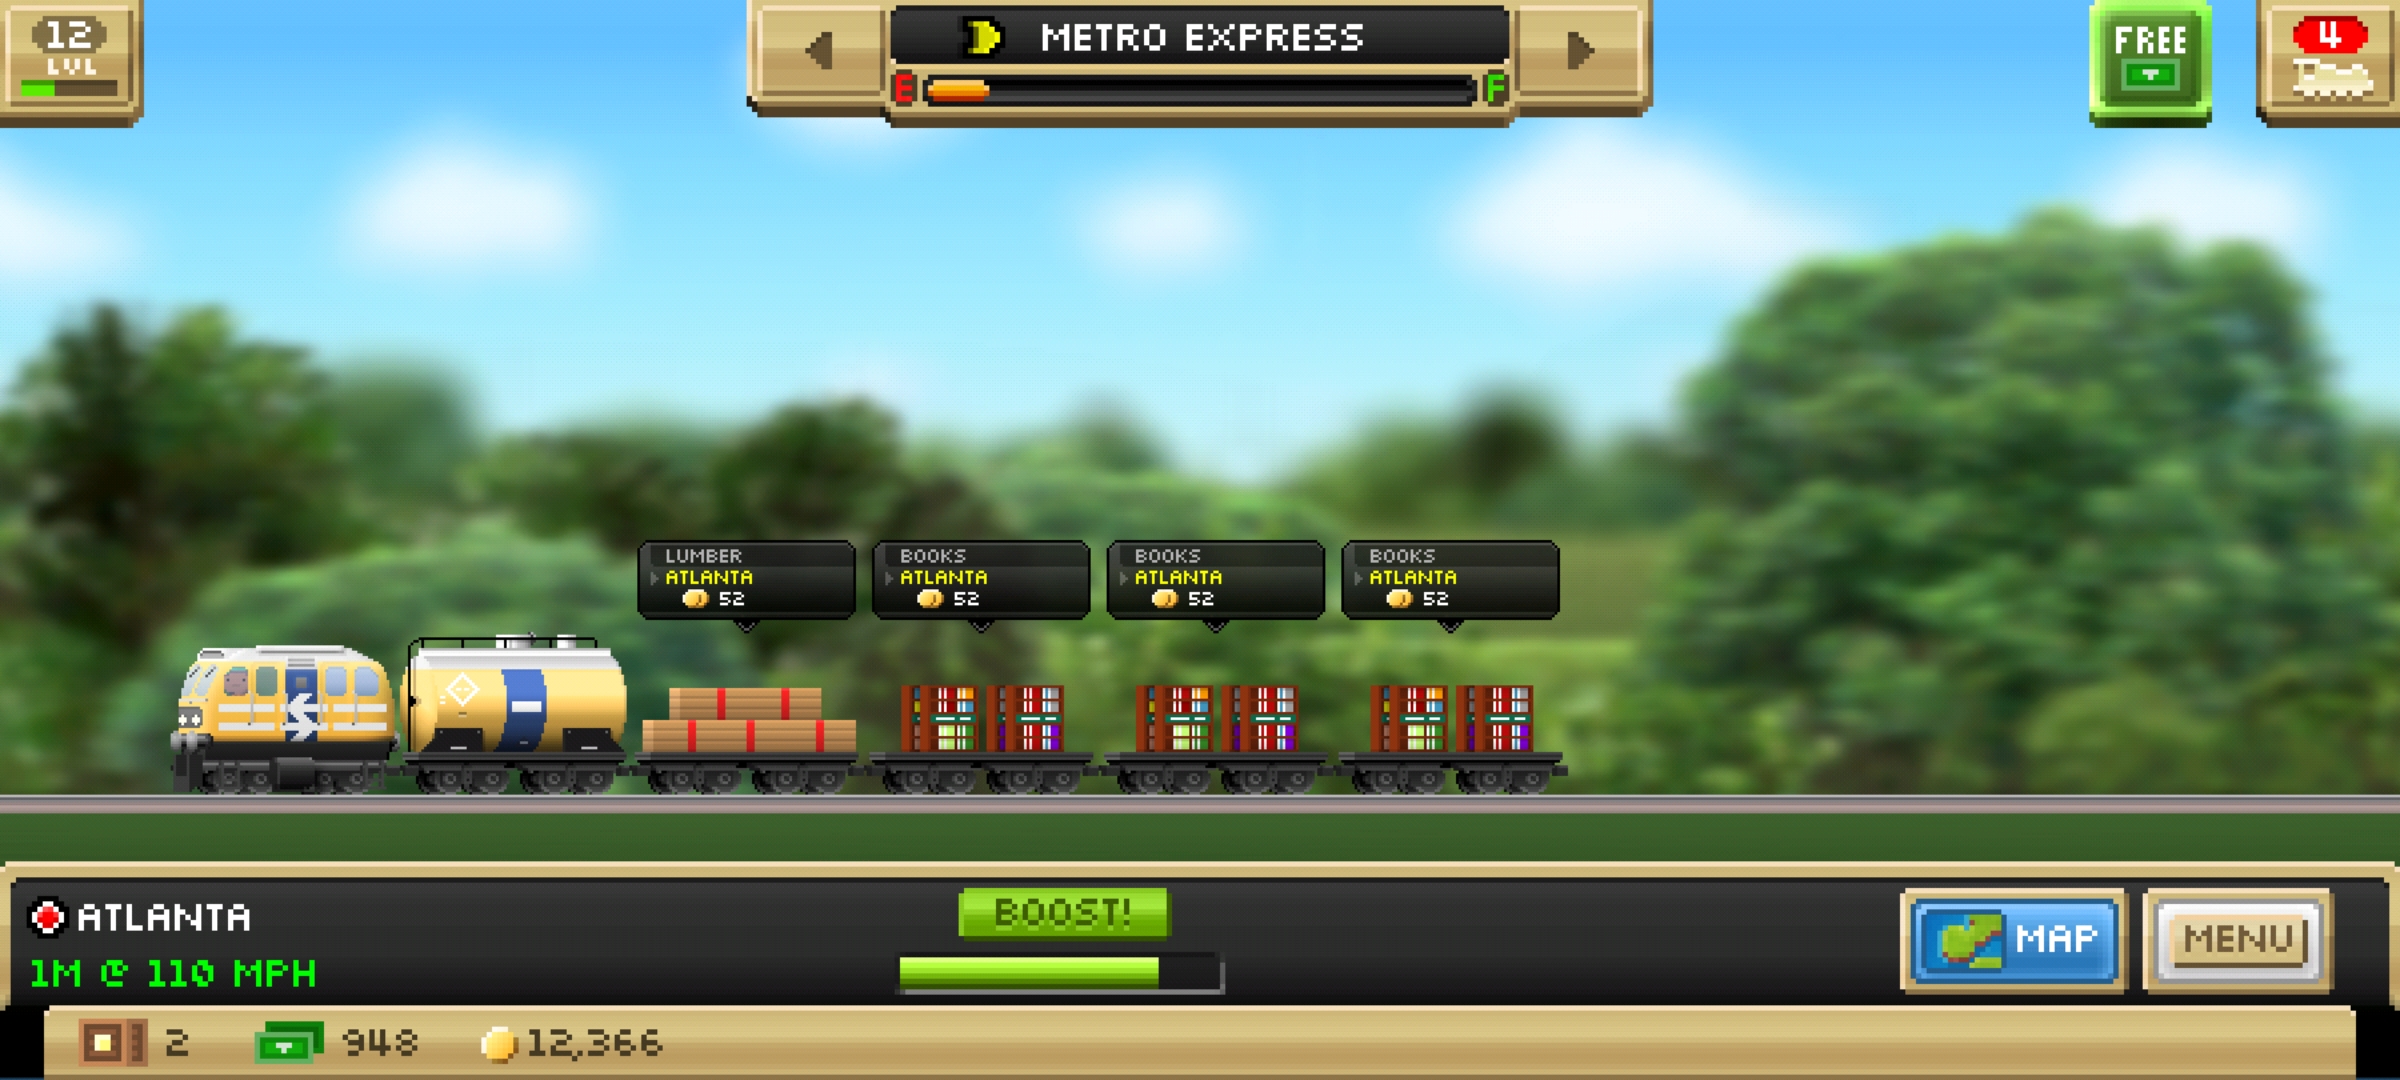 12
LVL
METRO EXPRESS
E F
FREE
4
LUMBER
ATLANTA
52
BOOKS
ATLANTA
52
BOOKS
ATLANTA
52
BOOKS
ATLANTA
52
ATLANTA
1M @ 110 MPH
BOOST!
MAP
MENU
2 948 12,366